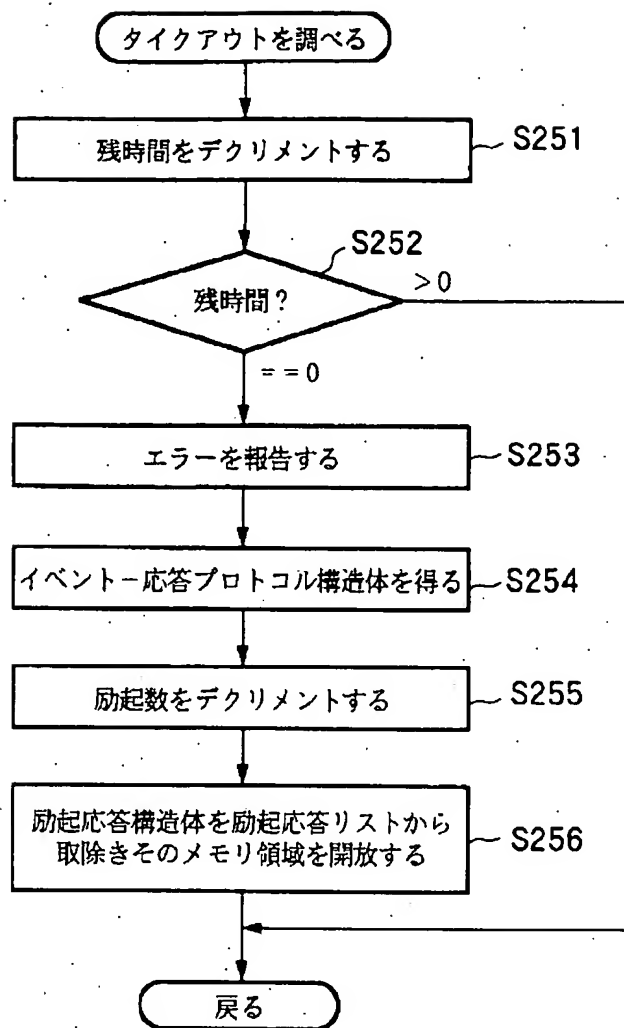 タイクアウトを調べる
残時間をデクリメントする
S251
S252
残時間?
>0
==0
エラーを報告する
S253
イベントー応答プロトコル構造体を得る
S254
励起数をデクリメントする
S255
励起応答構造体を励起応答リストから
取除きそのメモリ領域を開放する
S256
戻る